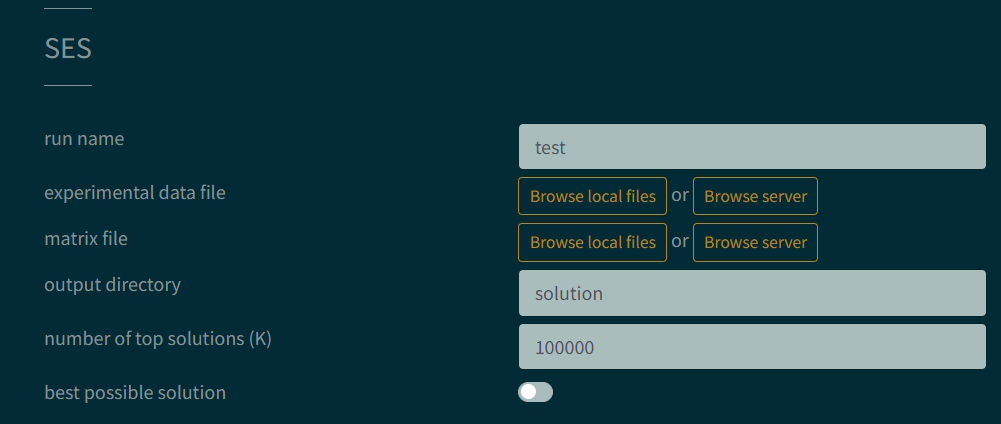 SES
run name test
experimental data file Browse local files or Browse server
matrix file Browse local files or Browse server
output directory solution
number of top solutions (K) 100000
best possible solution